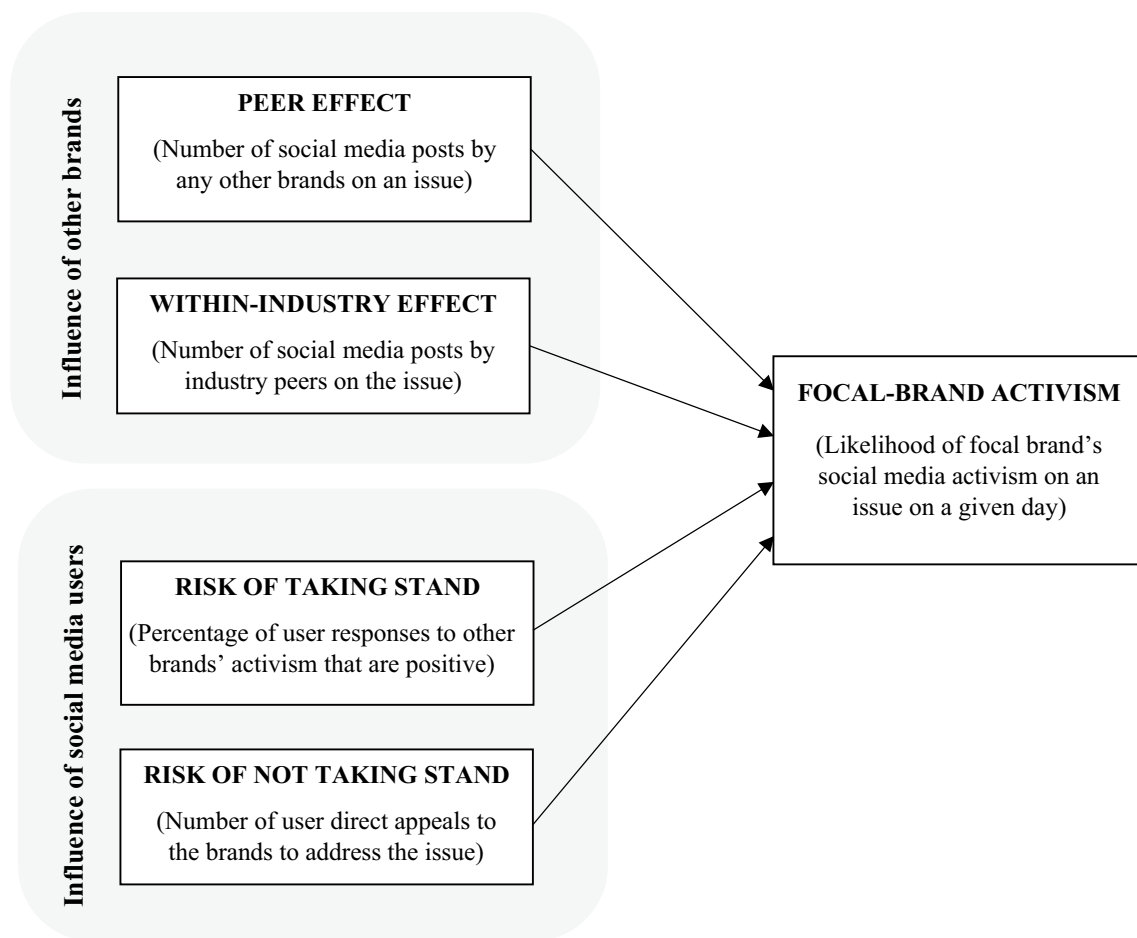 Influence of other brands
PEER EFFECT
(Number of social media posts by
any other brands on an issue)
WITHIN-INDUSTRY EFFECT
(Number of social media posts by
industry peers on the issue)
Influence of social media users
RISK OF TAKING STAND
(Percentage of user responses to other
brands’ activism that are positive)
RISK OF NOT TAKING STAND
(Number of user direct appeals to
the brands to address the issue)
FOCAL-BRAND ACTIVISM
(Likelihood of focal brand’s
social media activism on an
issue on a given day)